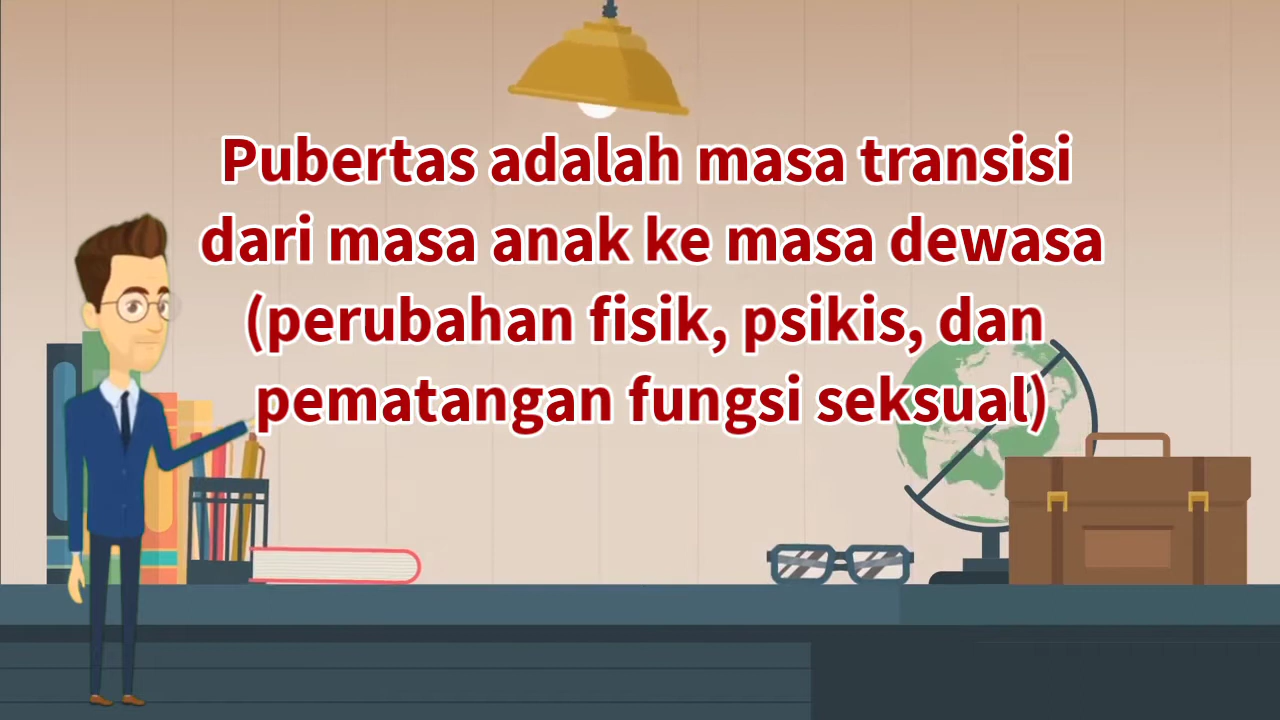 Pubertas adalah masa transisi
dari masa anak ke masa dewasa
(perubahan fisik, psikis, dan
pematangan fungsi seksual)